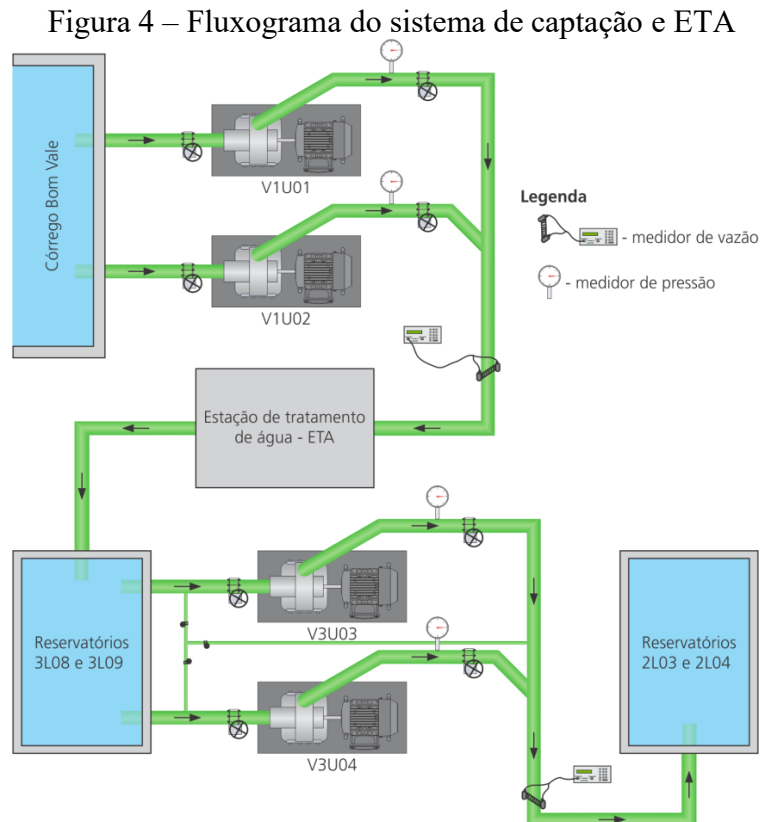 Figura 4 – Fluxograma do sistema de captação e ETA
Córrego Bom Vale
V1U01
V1U02
Legenda
- medidor de vazão
- medidor de pressão
Estação de tratamento
de água - ETA
Reservatórios
3L08 e 3L09
V3U03
V3U04
Reservatórios
2L03 e 2L04